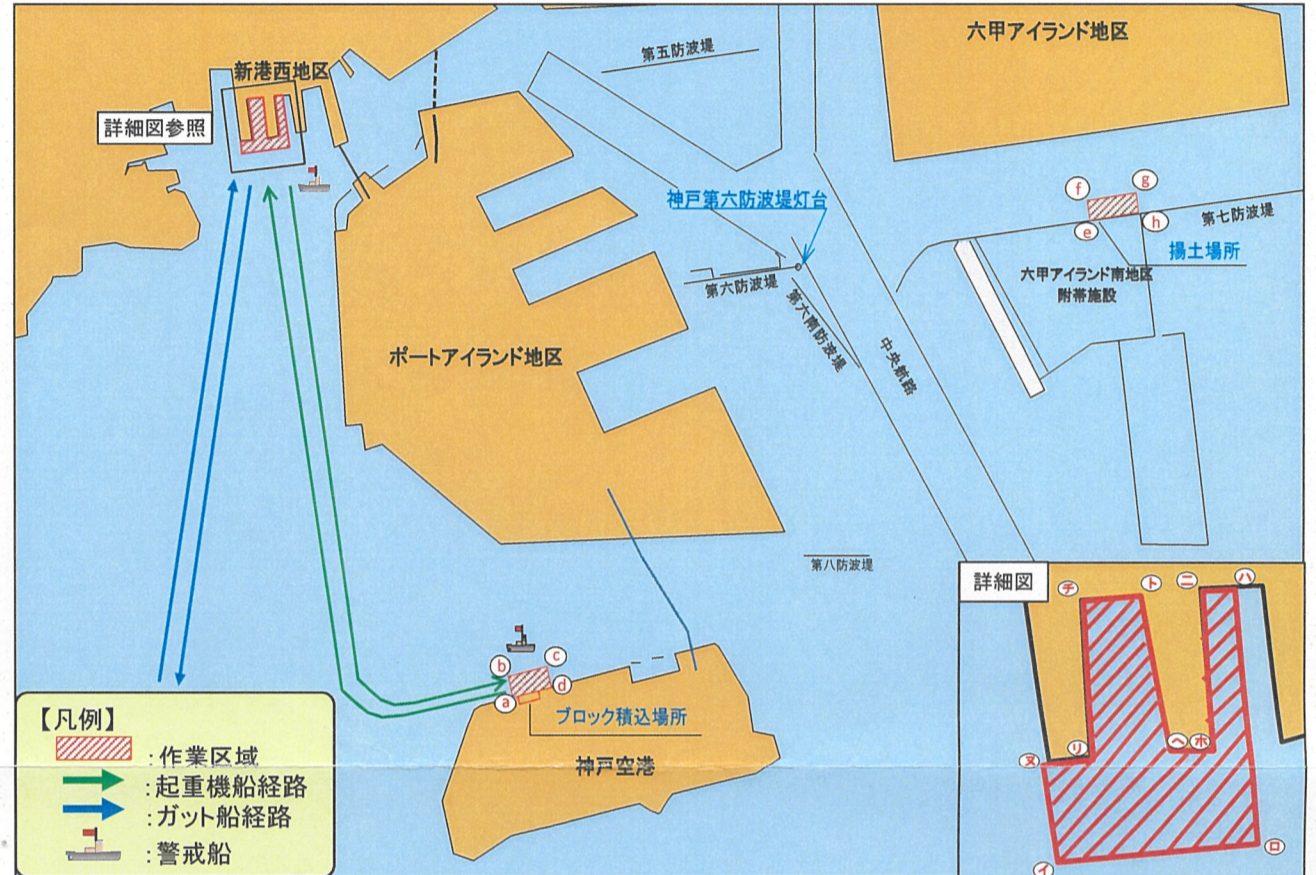 六甲アイランド地区
第五防波堤
新港西地区
詳細図参照
神戸第六防波堤灯台
f
g
e
h
第七防波堤
揚土場所
六甲アイランド南地区
附帯施設
第六防波堤
第六南防波堤
中央航路
ポートアイランド地区
第八防波堤
b
c
a
d
ブロック積込場所
神戸空港
【凡例】
:作業区域
:起重機船経路
:ガット船経路
:警戒船
詳細図
チ
ト
ニ
ハ
ヌ
リ
ヘ
ホ
イ
ロ